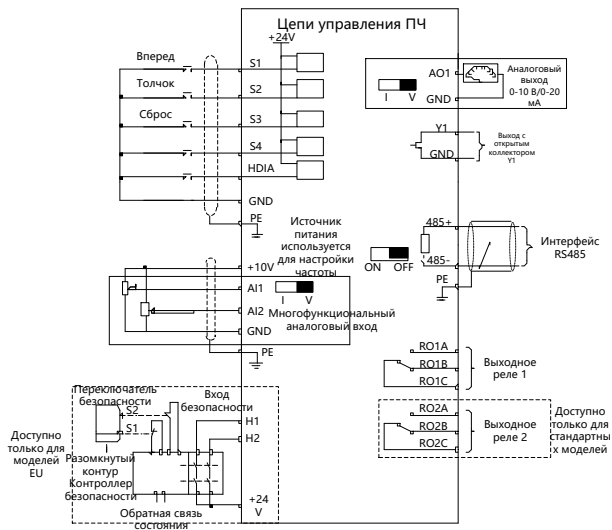 Цепи управления ПЧ
+24V
Вперед
S1
Толчок
S2
Сброс
S3
S4
HDIA
GND
PE
AO1
I
V
GND
Аналоговый
выход
0-10 В/0-20
мА
Y1
GND
Выход с
открытым
коллектором
Y1
Источник
питания
используется
для настройки
частоты
485+
ON OFF
485-
PE
Интерфейс
RS485
+10V
AI1
I V
AI2
Многофункциональный
аналоговый вход
GND
PE
RO1A
RO1B
RO1C
Выходное
реле 1
RO2A
RO2B
RO2C
Выходное
реле 2
Доступно
только для
стандартны
х моделей
Переключатель
безопасности
S2
S1
Вход
безопасности
H1
H2
Доступно
только для
моделей
EU
Разомкнутый
контур
Контроллер
безопасности
+24
V
Обратная связь
состояния